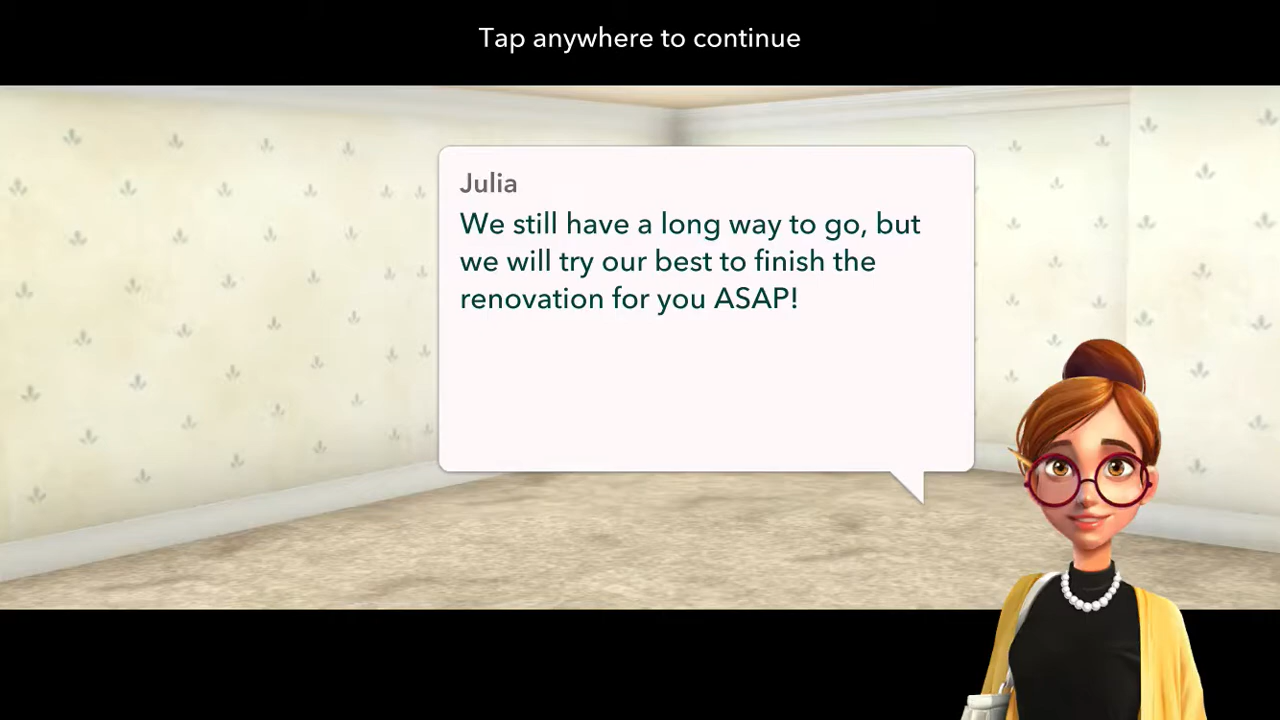 Tap anywhere to continue
Julia
We still have a long way to go, but
we will try our best to finish the
renovation for you ASAP!